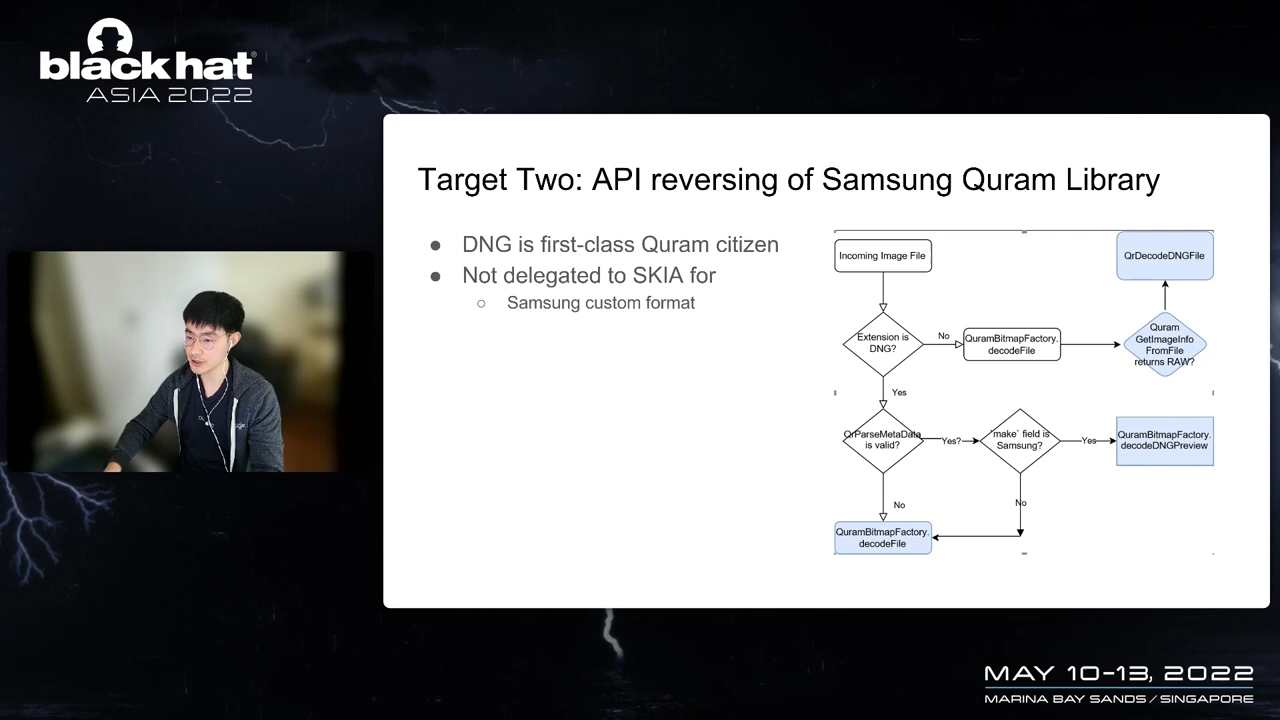 black hat®
ASIA 2022
Target Two: API reversing of Samsung Quram Library
● DNG is first-class Quram citizen
● Not delegated to SKIA for
○ Samsung custom format
Incoming Image File
QrDecodeDNGFile
Extension is
DNG?
No
QuramBitmapFactory.
decodeFile
Quram
GetImageInfo
FromFile
returns RAW?
Yes
QrParseMetaData
is valid?
Yes?
`make` field is
Samsung?
Yes
QuramBitmapFactory.
decodeDNGPreview
No
No
QuramBitmapFactory.
decodeFile
MAY 10-13, 2022
MARINA BAY SANDS / SINGAPORE